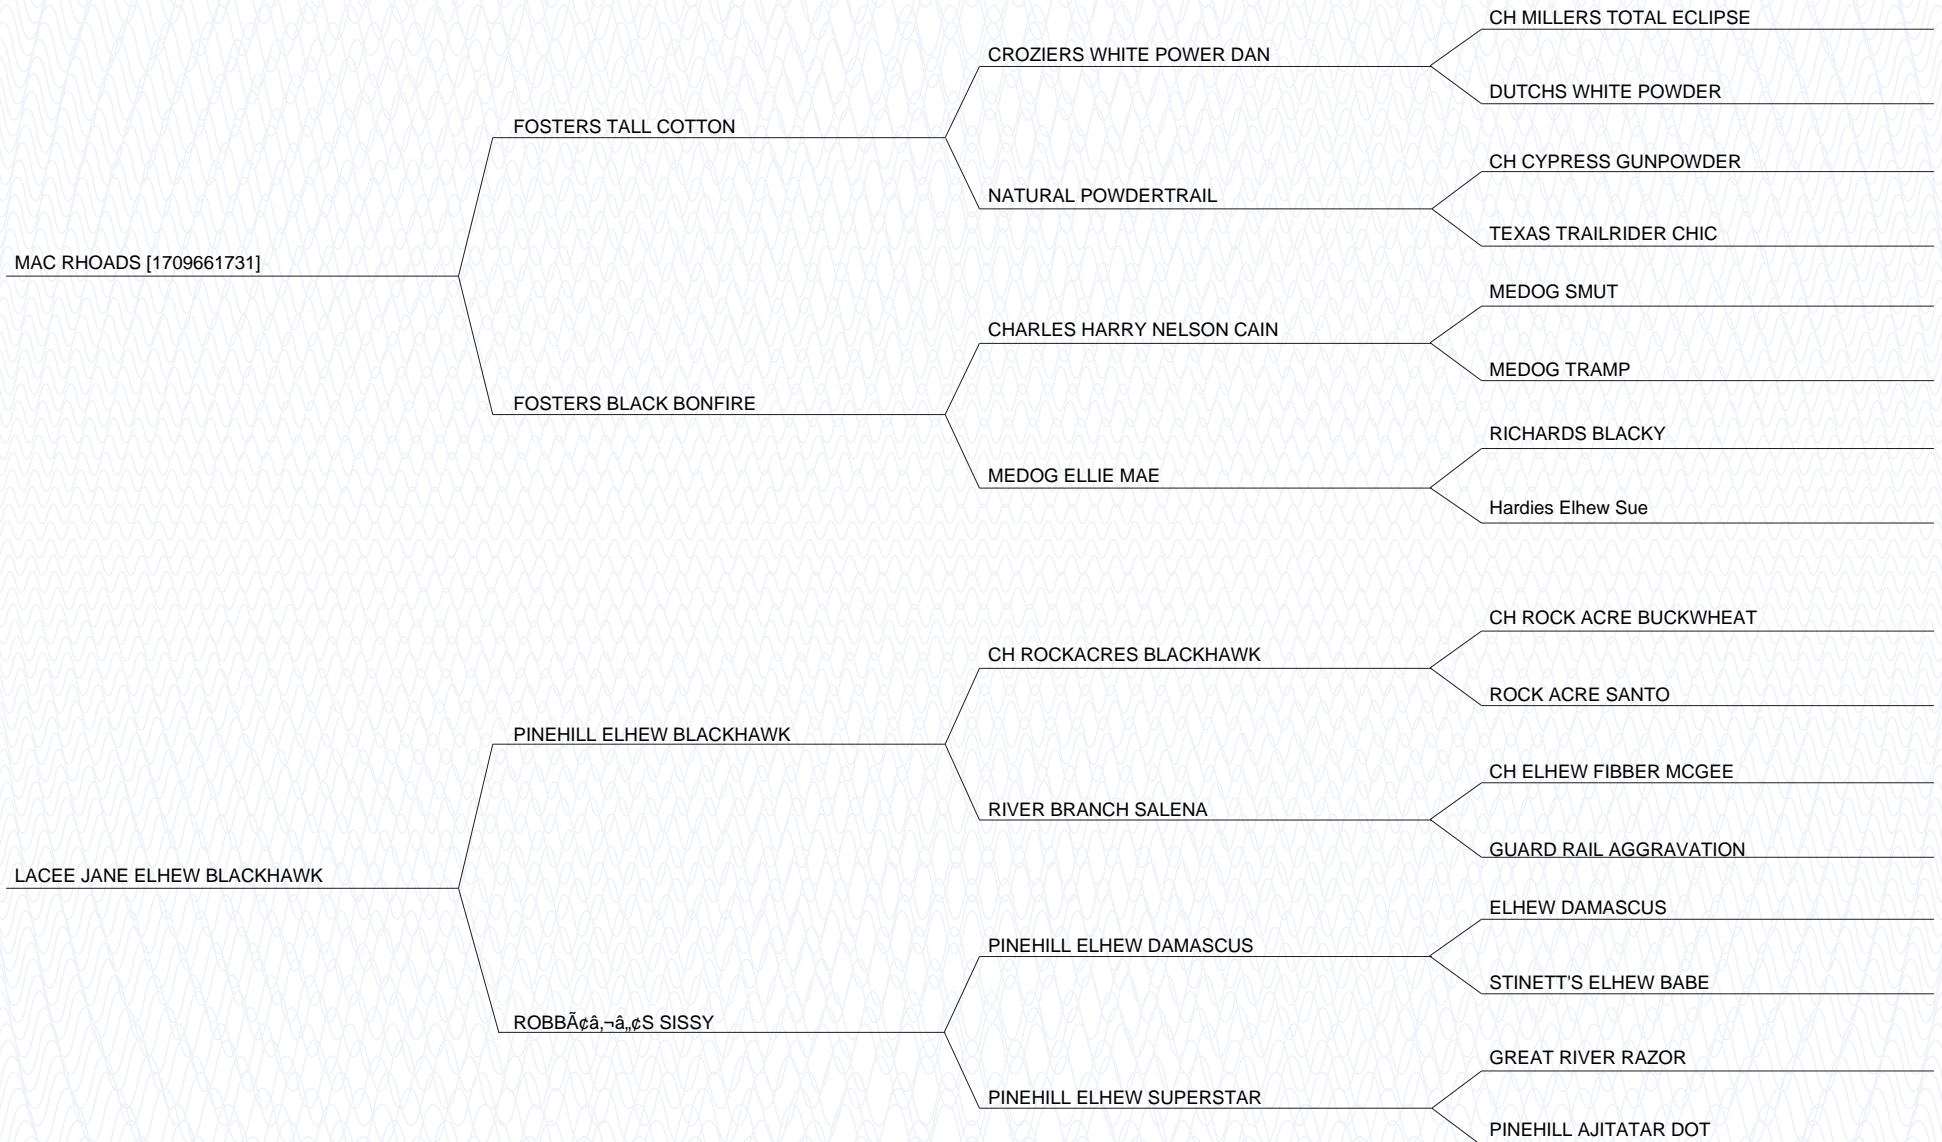 CH MILLERS TOTAL ECLIPSE
CROZIERS WHITE POWER DAN
DUTCHS WHITE POWDER
FOSTERS TALL COTTON
CH CYPRESS GUNPOWDER
NATURAL POWDERTRAIL
TEXAS TRAILRIDER CHIC
MAC RHOADS [1709661731]
MEDOG SMUT
CHARLES HARRY NELSON CAIN
MEDOG TRAMP
FOSTERS BLACK BONFIRE
RICHARDS BLACKY
MEDOG ELLIE MAE
Hardies Elhew Sue
CH ROCK ACRE BUCKWHEAT
CH ROCKACRES BLACKHAWK
ROCK ACRE SANTO
PINEHILL ELHEW BLACKHAWK
CH ELHEW FIBBER MCGEE
RIVER BRANCH SALENA
GUARD RAIL AGGRAVATION
LACEE JANE ELHEW BLACKHAWK
ELHEW DAMASCUS
PINEHILL ELHEW DAMASCUS
STINETT'S ELHEW BABE
ROBBÃ¢â‚¬â„¢S SISSY
GREAT RIVER RAZOR
PINEHILL ELHEW SUPERSTAR
PINEHILL AJITATAR DOT